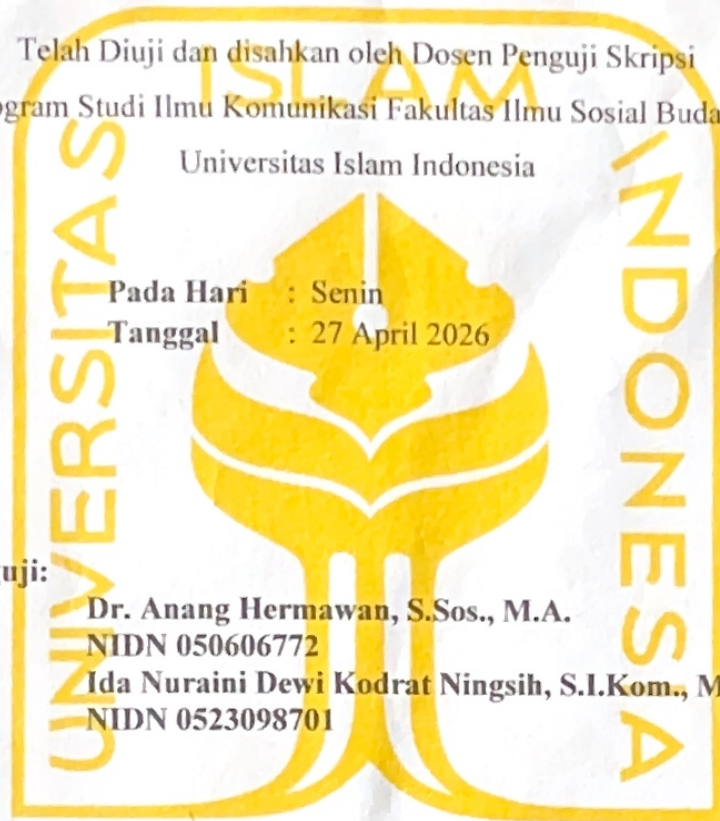 Telah Diuji dan disahkan oleh Dosen Penguji Skripsi
ogram Studi Ilmu Komunikasi Fakultas Ilmu Sosial Buda
Universitas Islam Indonesia
ISLAM
UNIVERSITAS
INDONESIA
Pada Hari : Senin
Tanggal : 27 April 2026
uji:
Dr. Anang Hermawan, S.Sos., M.A.
NIDN 050606772
Ida Nuraini Dewi Kodrat Ningsih, S.I.Kom., M
NIDN 0523098701